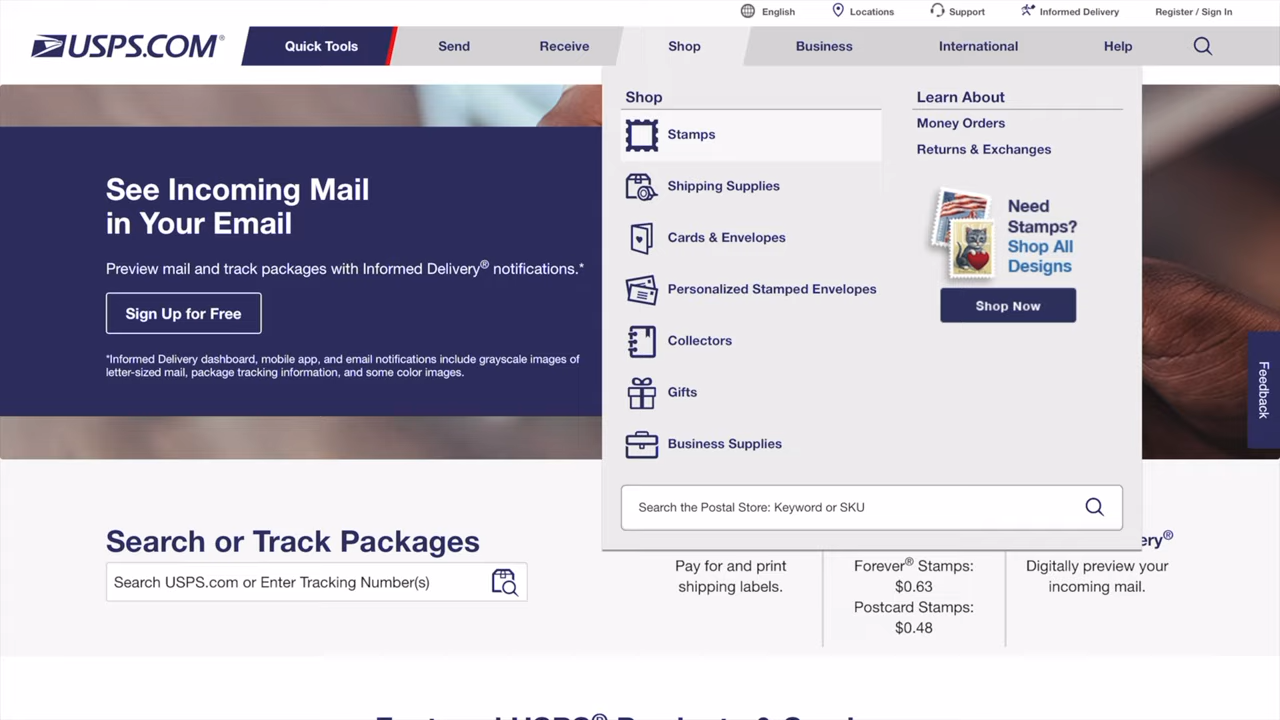 English
Locations
Support
Informed Delivery
Register / Sign In
USPS.COM®
Quick Tools
Send
Receive
Shop
Business
International
Help
See Incoming Mail
in Your Email
Preview mail and track packages with Informed Delivery® notifications.*
Sign Up for Free
*Informed Delivery dashboard, mobile app, and email notifications include grayscale images of
letter-sized mail, package tracking information, and some color images.
Shop
Stamps
Shipping Supplies
Cards & Envelopes
Personalized Stamped Envelopes
Collectors
Gifts
Business Supplies
Learn About
Money Orders
Returns & Exchanges
Need
Stamps?
Shop All
Designs
Shop Now
Search the Postal Store: Keyword or SKU
Feedback
Search or Track Packages
Search USPS.com or Enter Tracking Number(s)
Pay for and print
shipping labels.
Forever® Stamps:
$0.63
Postcard Stamps:
$0.48
ery®
Digitally preview your
incoming mail.